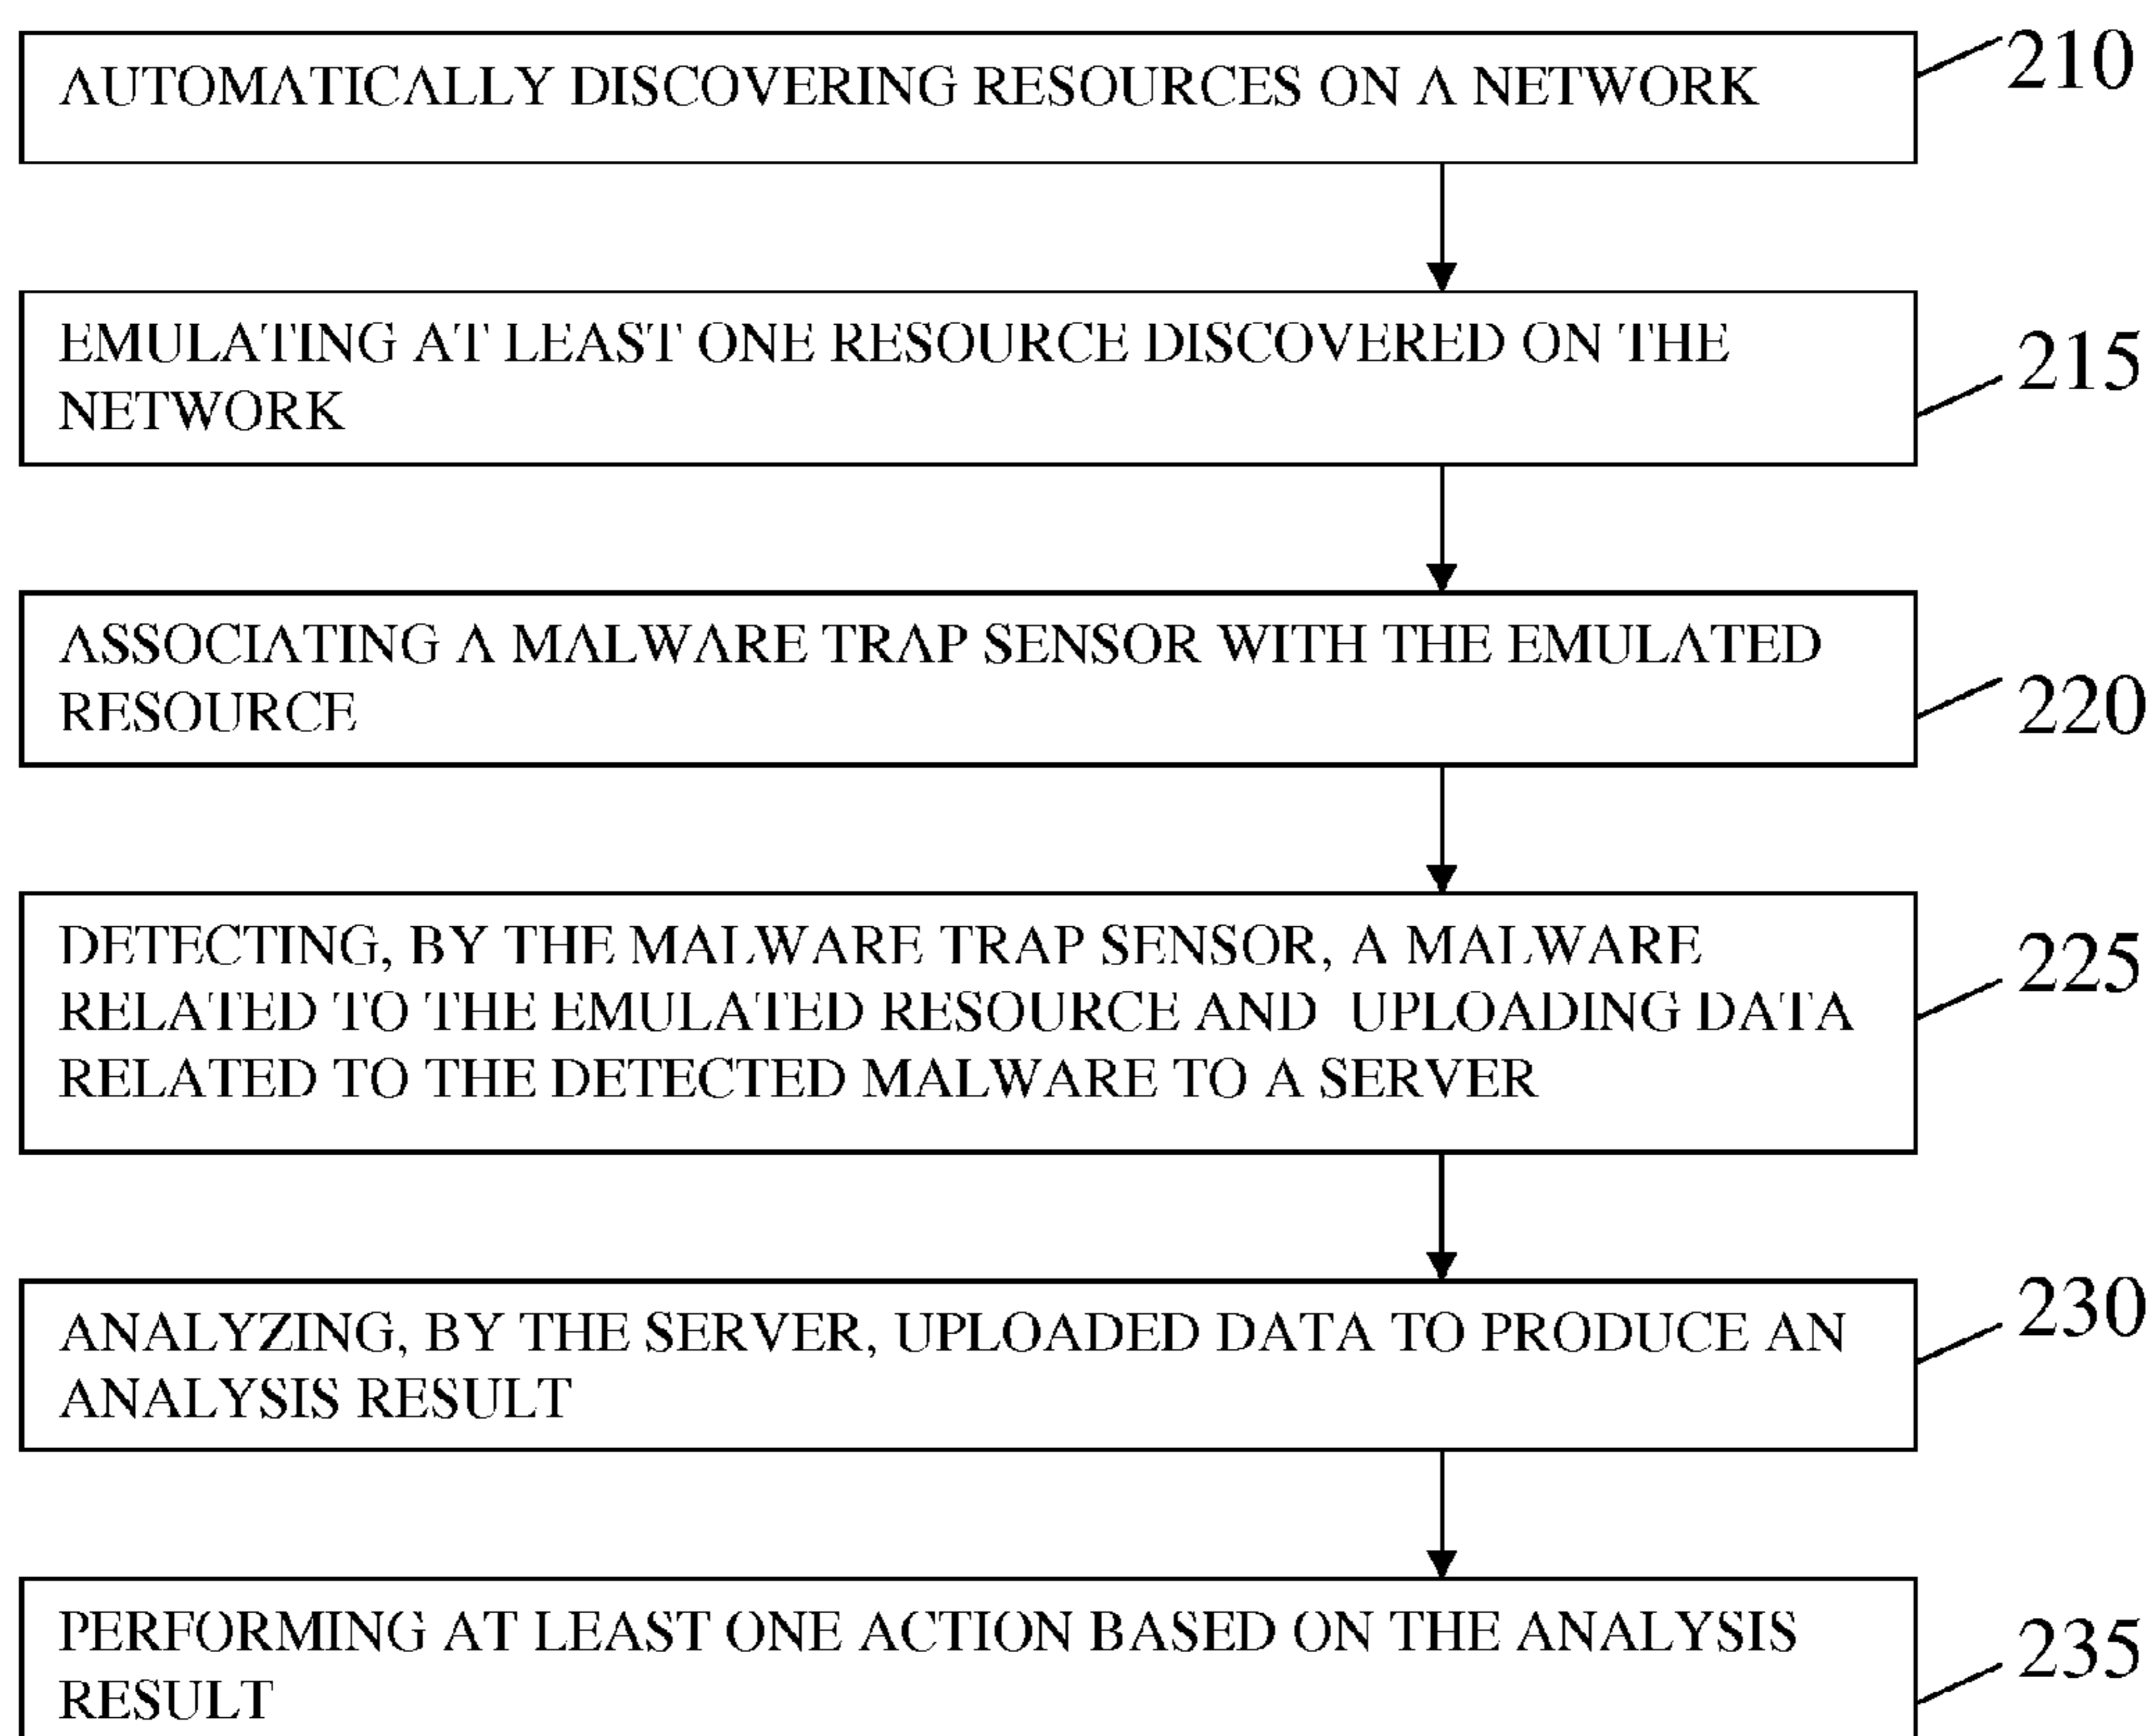 AUTOMATICALLY DISCOVERING RESOURCES ON A NETWORK
210
EMULATING AT LEAST ONE RESOURCE DISCOVERED ON THE
NETWORK
215
ASSOCIATING A MALWARE TRAP SENSOR WITH THE EMULATED
RESOURCE
220
DETECTING, BY THE MALWARE TRAP SENSOR, A MALWARE
RELATED TO THE EMULATED RESOURCE AND UPLOADING DATA
RELATED TO THE DETECTED MALWARE TO A SERVER
225
ANALYZING, BY THE SERVER, UPLOADED DATA TO PRODUCE AN
ANALYSIS RESULT
230
PERFORMING AT LEAST ONE ACTION BASED ON THE ANALYSIS
RESULT
235